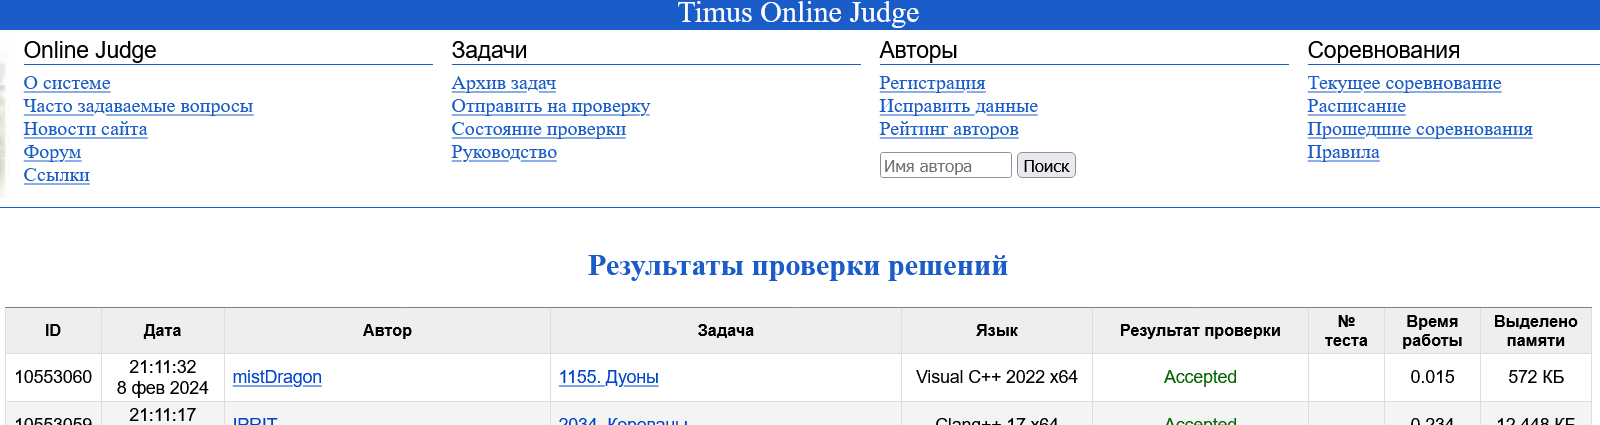 Timus Online Judge
Online Judge
О системе
Часто задаваемые вопросы
Новости сайта
Форум
Ссылки
Задачи
Архив задач
Отправить на проверку
Состояние проверки
Руководство
Авторы
Регистрация
Исправить данные
Рейтинг авторов
Имя автора Поиск
Соревнования
Текущее соревнование
Расписание
Прошедшие соревнования
Правила
Результаты проверки решений
ID Дата Автор Задача Язык Результат проверки № теста Время работы Выделено памяти
10553060 21:11:32 8 фев 2024 mistDragon 1155. Дуоны Visual C++ 2022 x64 Accepted 0.015 572 КБ
10553059 21:11:17 IPRIT 2034. Корованы Clang++ 17 x64 Accepted 0.234 12 448 КБ